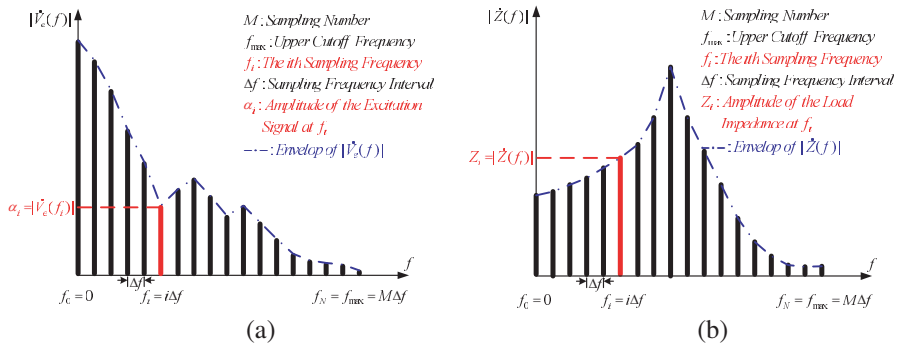 |V̇e(f)|
M : Sampling Number
fmax : Upper Cutoff Frequency
fi : The ith Sampling Frequency
Δf : Sampling Frequency Interval
αi : Amplitude of the Excitation
Signal at fi
–·–· : Envelop of |V̇e(f)|
αi =|V̇e(fi)|
Δf
f
f0 = 0
fi = iΔf
fN = fmax = MΔf
(a)
|Ż(f)|
M : Sampling Number
fmax : Upper Cutoff Frequency
fi : The ith Sampling Frequency
Δf : Sampling Frequency Interval
Zi : Amplitude of the Load
Impedance at fi
–·–· : Envelop of |Ż(f)|
Zi =|Ż(fi)|
Δf
f
f0 = 0
fi = iΔf
fN = fmax = MΔf
(b)